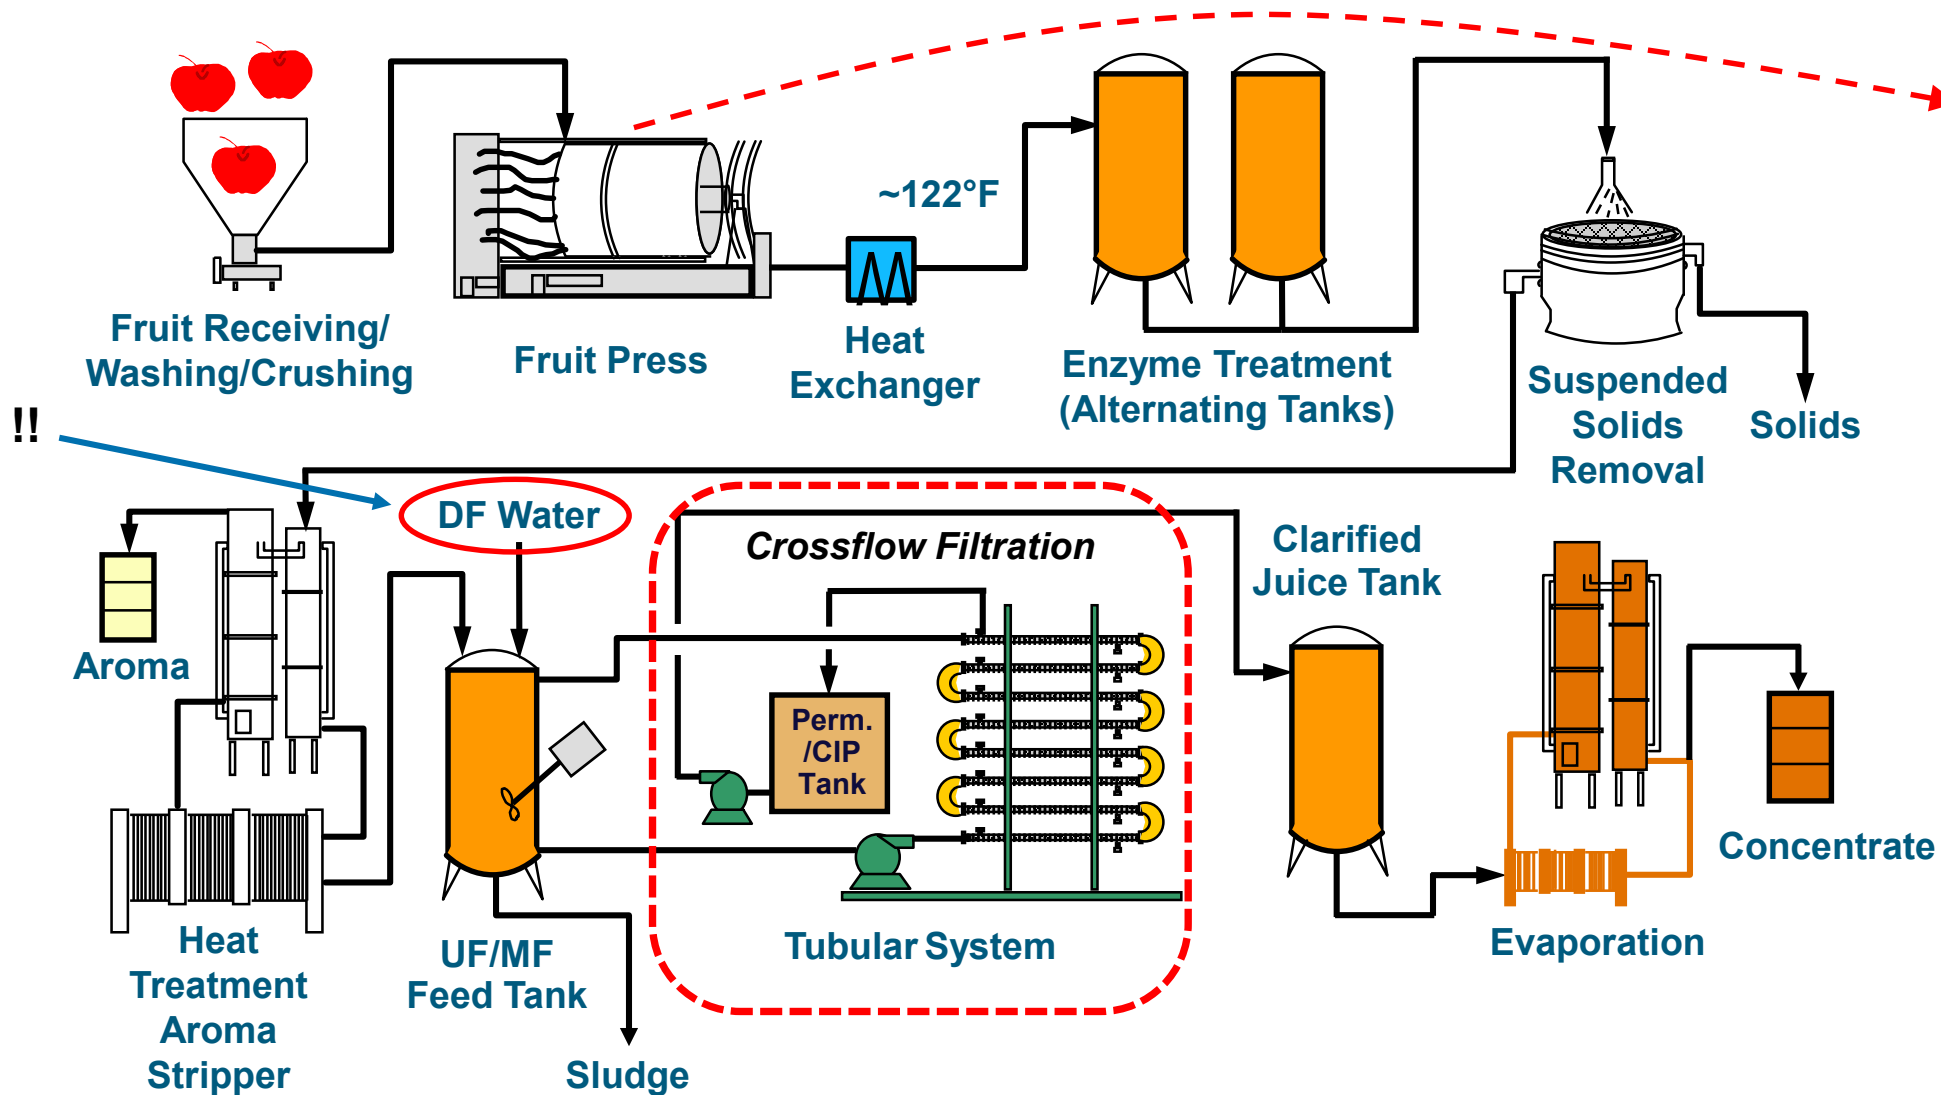 ~122°F
Fruit Receiving/
Washing/Crushing
Fruit Press
Heat
Exchanger
Enzyme Treatment
(Alternating Tanks)
Suspended
Solids
Removal
Solids
!!
DF Water
Crossflow Filtration
Clarified
Juice Tank
Aroma
Perm.
/CIP
Tank
Concentrate
Heat
Treatment
Aroma
Stripper
UF/MF
Feed Tank
Tubular System
Evaporation
Sludge